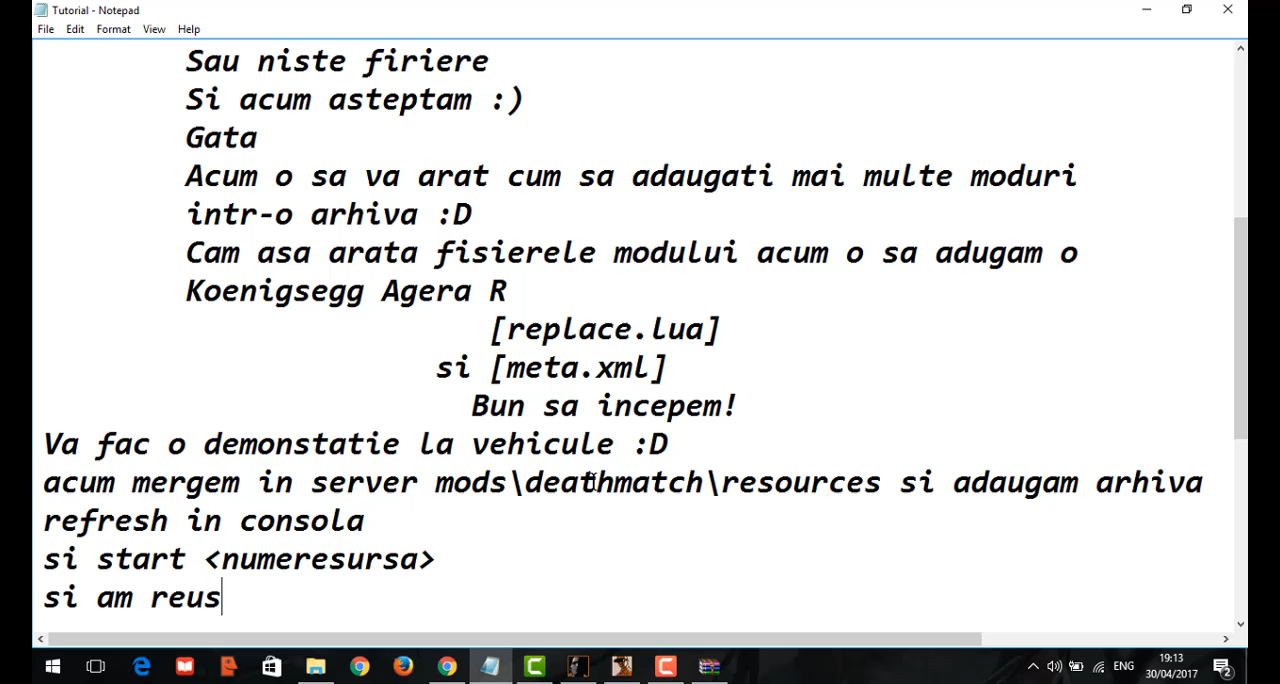 Tutorial - Notepad
File Edit Format View Help
Sau niste firiere
Si acum asteptam :)
Gata
Acum o sa va arat cum sa adaugati mai multe moduri
intr-o arhiva :D
Cam asa arata fisierele modului acum o sa adugam o
Koenigsegg Agera R
[replace.lua]
si [meta.xml]
Bun sa incepem!
Va fac o demonstatie la vehicule :D
acum mergem in server mods\deathmatch\resources si adaugam arhiva
refresh in consola
si start <numeresursa>
si am reus
ENG
19:13
30/04/2017
2